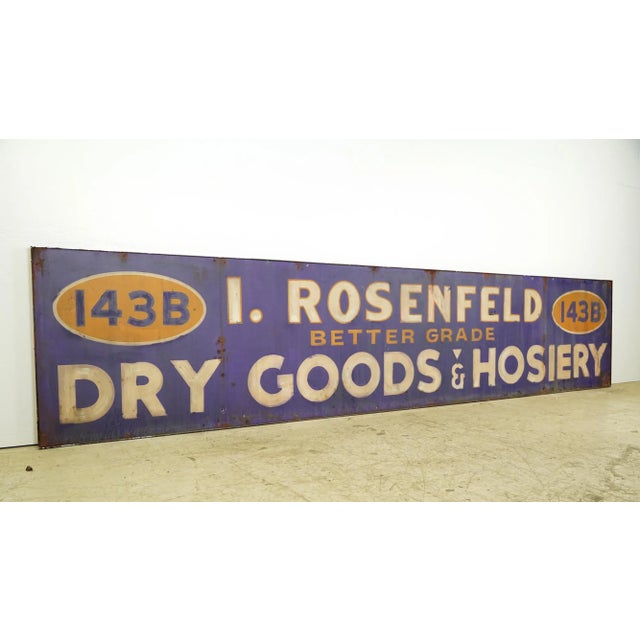 143B I. ROSENFELD 143B
BETTER GRADE
DRY GOODS & HOSIERY